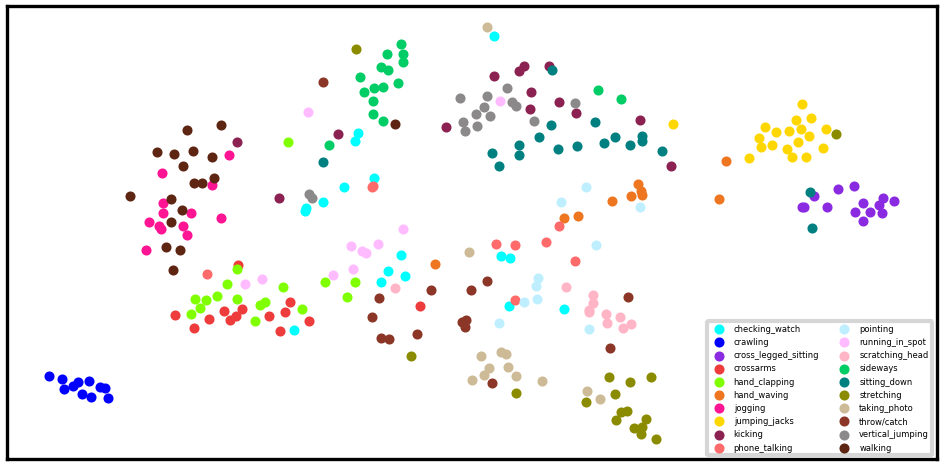 checking_watch
crawling
cross_legged_sitting
crossarms
hand_clapping
hand_waving
jogging
jumping_jacks
kicking
phone_talking
pointing
running_in_spot
scratching_head
sideways
sitting_down
stretching
taking_photo
throw/catch
vertical_jumping
walking